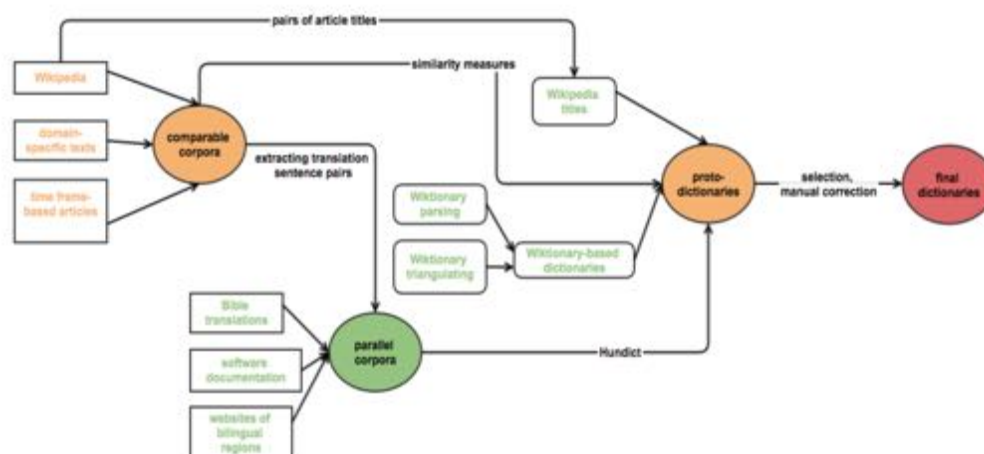 pairs of article titles
similarity measures
Wikipedia
Wikipedia
titles
domain-
specific texts
comparable
corpora
extracting translation
sentence pairs
proto-
dictionaries
selection,
manual correction
final
dictionaries
time frame-
based articles
Wiktionary
parsing
Wiktionary
triangulating
Wiktionary-based
dictionaries
Bible
translations
parallel
corpora
Hundict
software
documentation
websites of
bilingual
regions